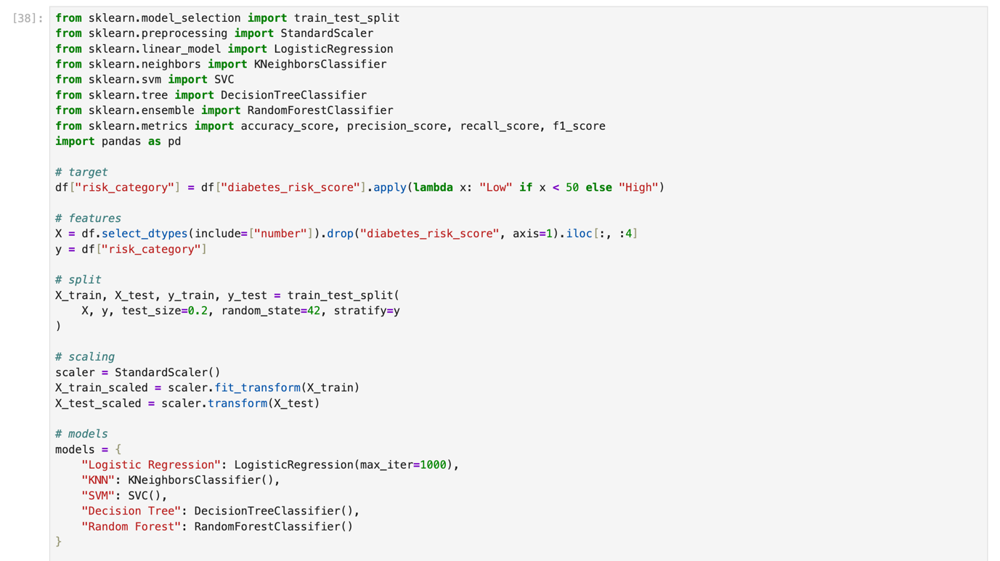 [38]:
from sklearn.model_selection import train_test_split
from sklearn.preprocessing import StandardScaler
from sklearn.linear_model import LogisticRegression
from sklearn.neighbors import KNeighborsClassifier
from sklearn.svm import SVC
from sklearn.tree import DecisionTreeClassifier
from sklearn.ensemble import RandomForestClassifier
from sklearn.metrics import accuracy_score, precision_score, recall_score, f1_score
import pandas as pd

# target
df["risk_category"] = df["diabetes_risk_score"].apply(lambda x: "Low" if x < 50 else "High")

# features
X = df.select_dtypes(include=["number"]).drop("diabetes_risk_score", axis=1).iloc[:, :4]
y = df["risk_category"]

# split
X_train, X_test, y_train, y_test = train_test_split(
    X, y, test_size=0.2, random_state=42, stratify=y
)

# scaling
scaler = StandardScaler()
X_train_scaled = scaler.fit_transform(X_train)
X_test_scaled = scaler.transform(X_test)

# models
models = {
    "Logistic Regression": LogisticRegression(max_iter=1000),
    "KNN": KNeighborsClassifier(),
    "SVM": SVC(),
    "Decision Tree": DecisionTreeClassifier(),
    "Random Forest": RandomForestClassifier()
}